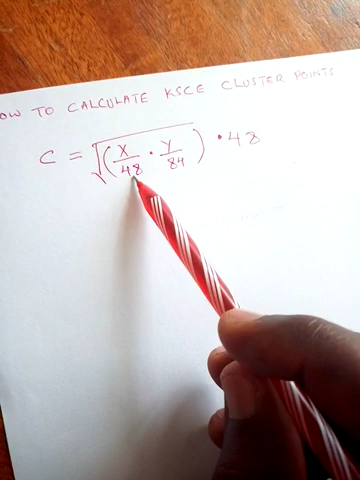 OW TO CALCULATE KSCE CLUSTER POINTS
C = √(x/48 · y/84) · 48